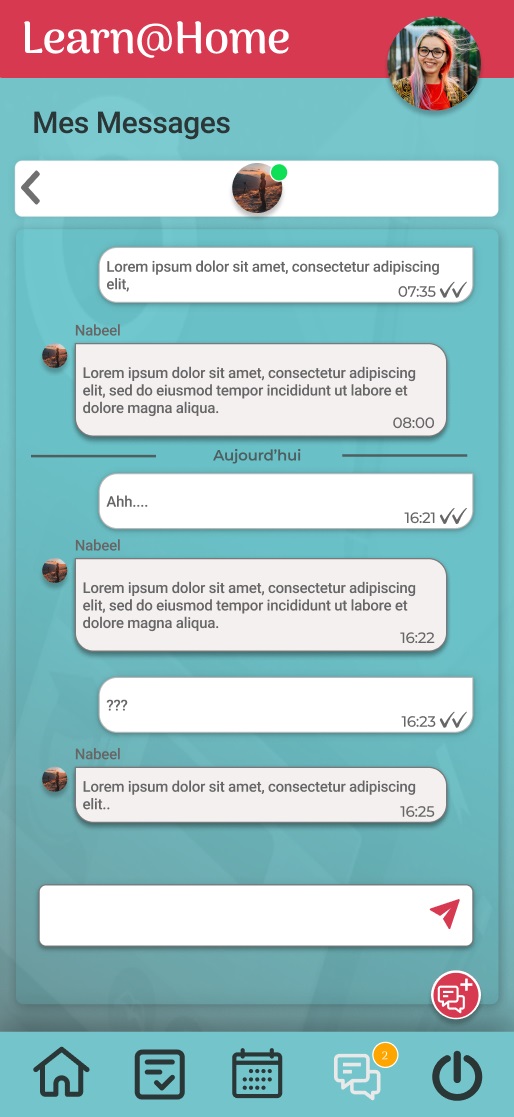 Learn@Home
Mes Messages
Lorem ipsum dolor sit amet, consectetur adipiscing
elit,
07:35
Nabeel
Lorem ipsum dolor sit amet, consectetur adipiscing
elit, sed do eiusmod tempor incididunt ut labore et
dolore magna aliqua.
08:00
Aujourd'hui
Ahh....
16:21
Nabeel
Lorem ipsum dolor sit amet, consectetur adipiscing
elit, sed do eiusmod tempor incididunt ut labore et
dolore magna aliqua.
16:22
???
16:23
Nabeel
Lorem ipsum dolor sit amet, consectetur adipiscing
elit..
16:25
2